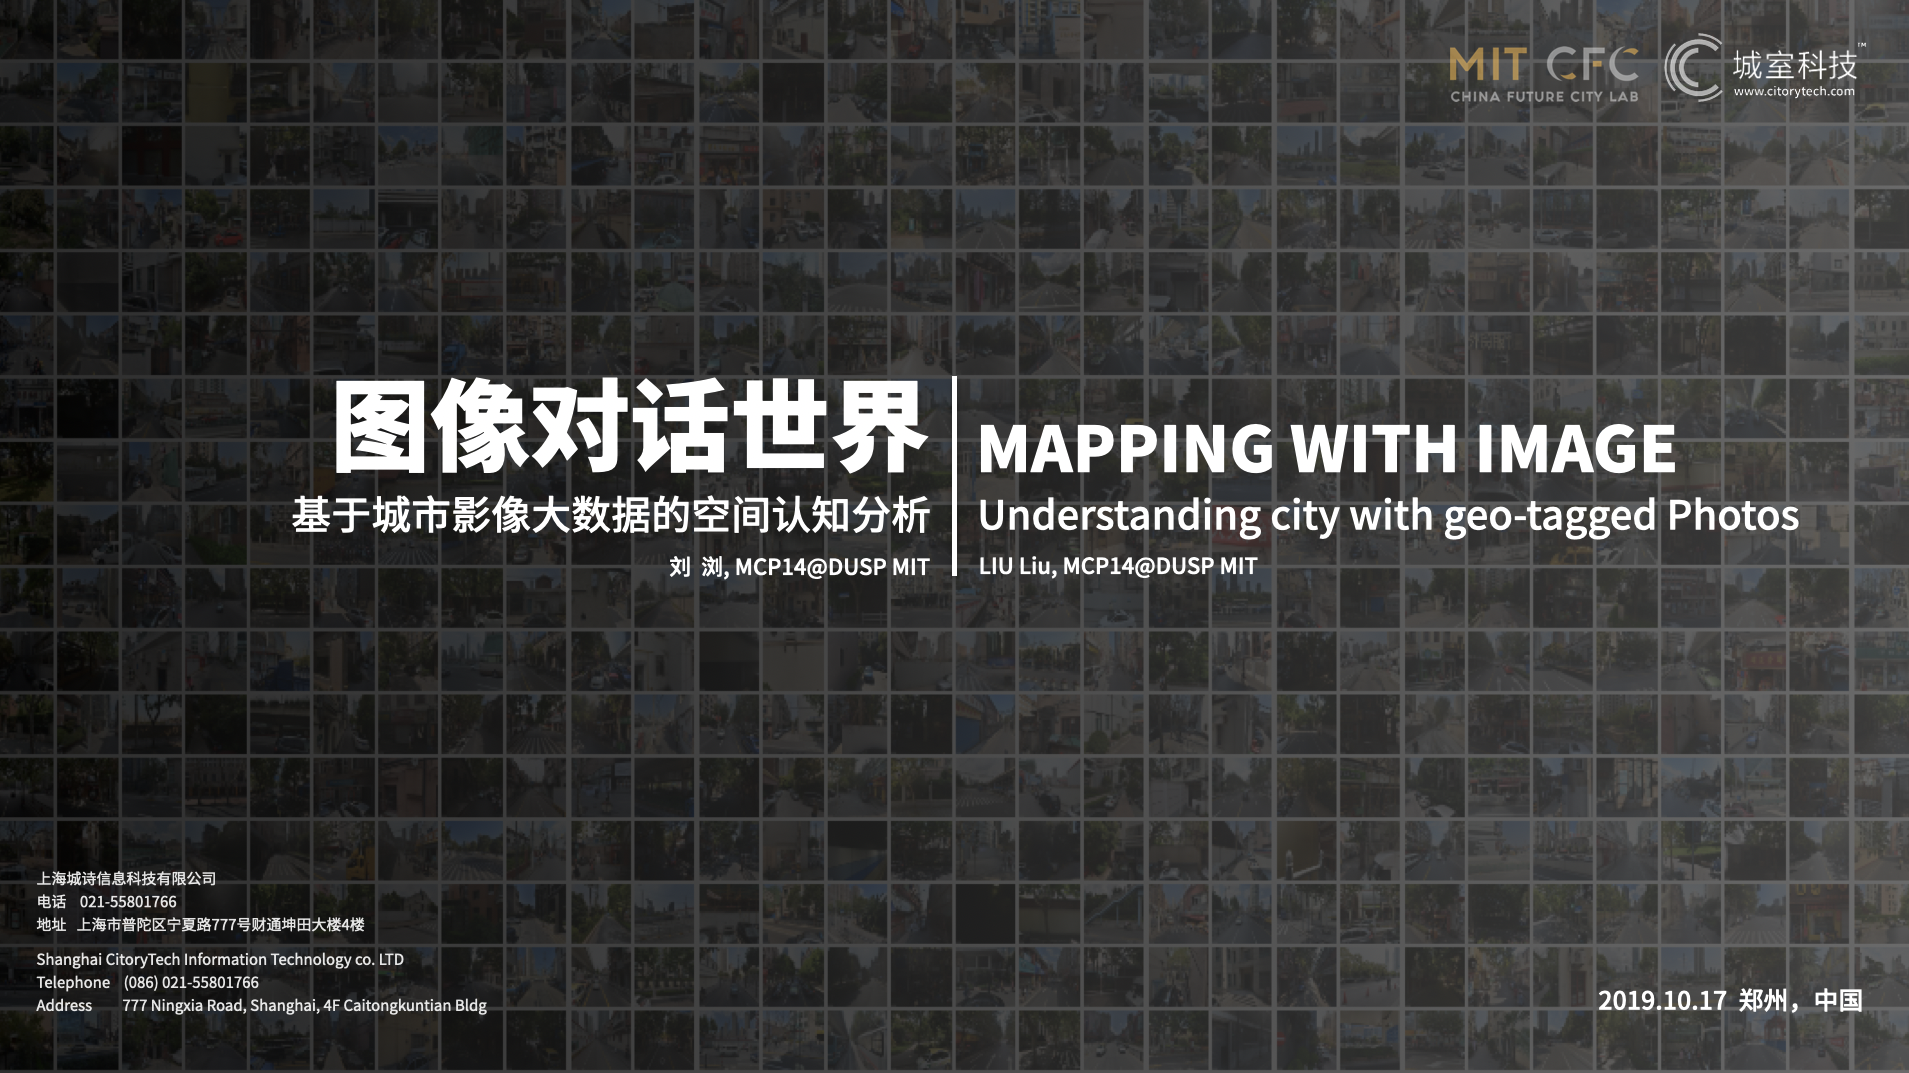 MIT CFC
CHINA FUTURE CITY LAB
城室科技™
www.citorytech.com
图像对话世界
基于城市影像大数据的空间认知分析
刘 浏, MCP14@DUSP MIT
MAPPING WITH IMAGE
Understanding city with geo-tagged Photos
LIU Liu, MCP14@DUSP MIT
上海城诗信息科技有限公司
电话 021-55801766
地址 上海市普陀区宁夏路777号财通坤田大楼4楼
Shanghai CitoryTech Information Technology co. LTD
Telephone (086) 021-55801766
Address 777 Ningxia Road, Shanghai, 4F Caitongkuntian Bldg
2019.10.17 郑州，中国